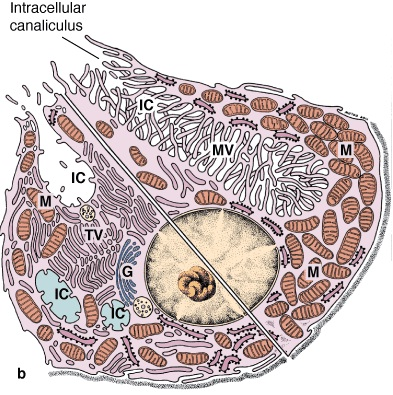 Intracellular
canaliculus
IC
MV
M
IC
M
TV
G
M
IC
IC
b